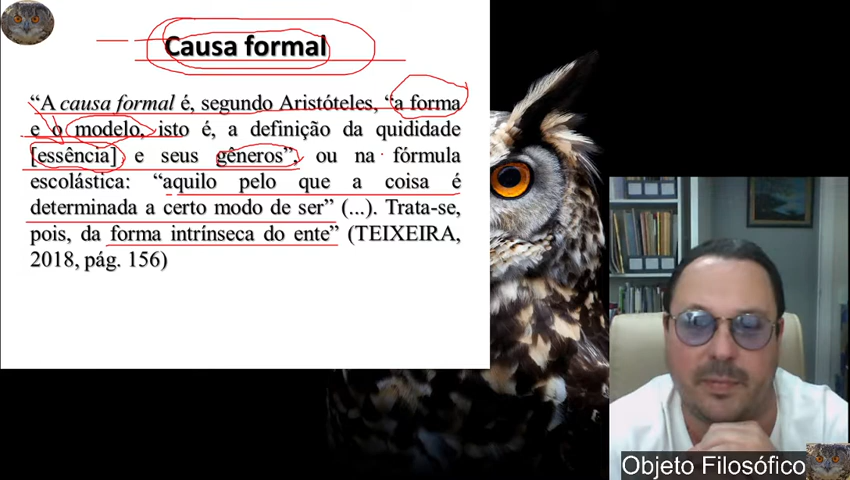 Causa formal
“A causa formal é, segundo Aristóteles, “a forma
e o modelo, isto é, a definição da quididade
[essência] e seus gêneros”, ou na fórmula
escolástica: “aquilo pelo que a coisa é
determinada a certo modo de ser” (...). Trata-se,
pois, da forma intrínseca do ente” (TEIXEIRA,
2018, pág. 156)
Objeto Filosófico